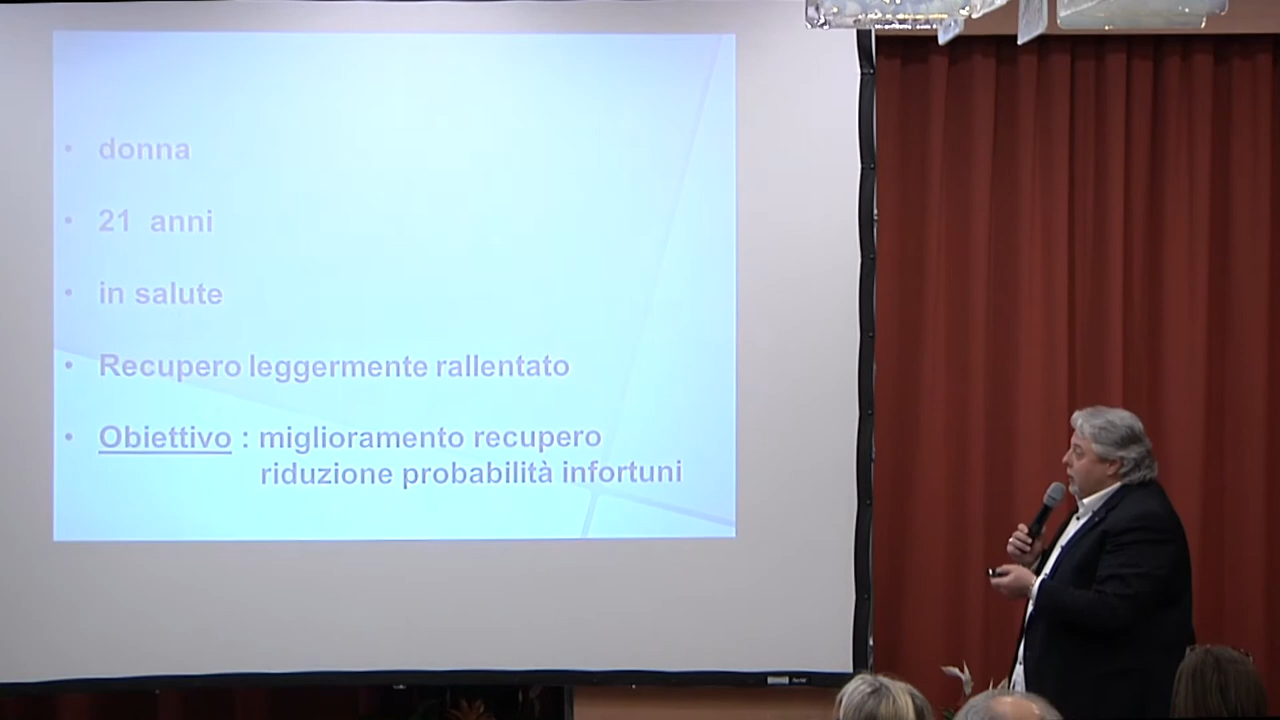 • donna
• 21 anni
• in salute
• Recupero leggermente rallentato
• Obiettivo : miglioramento recupero
riduzione probabilità infortuni